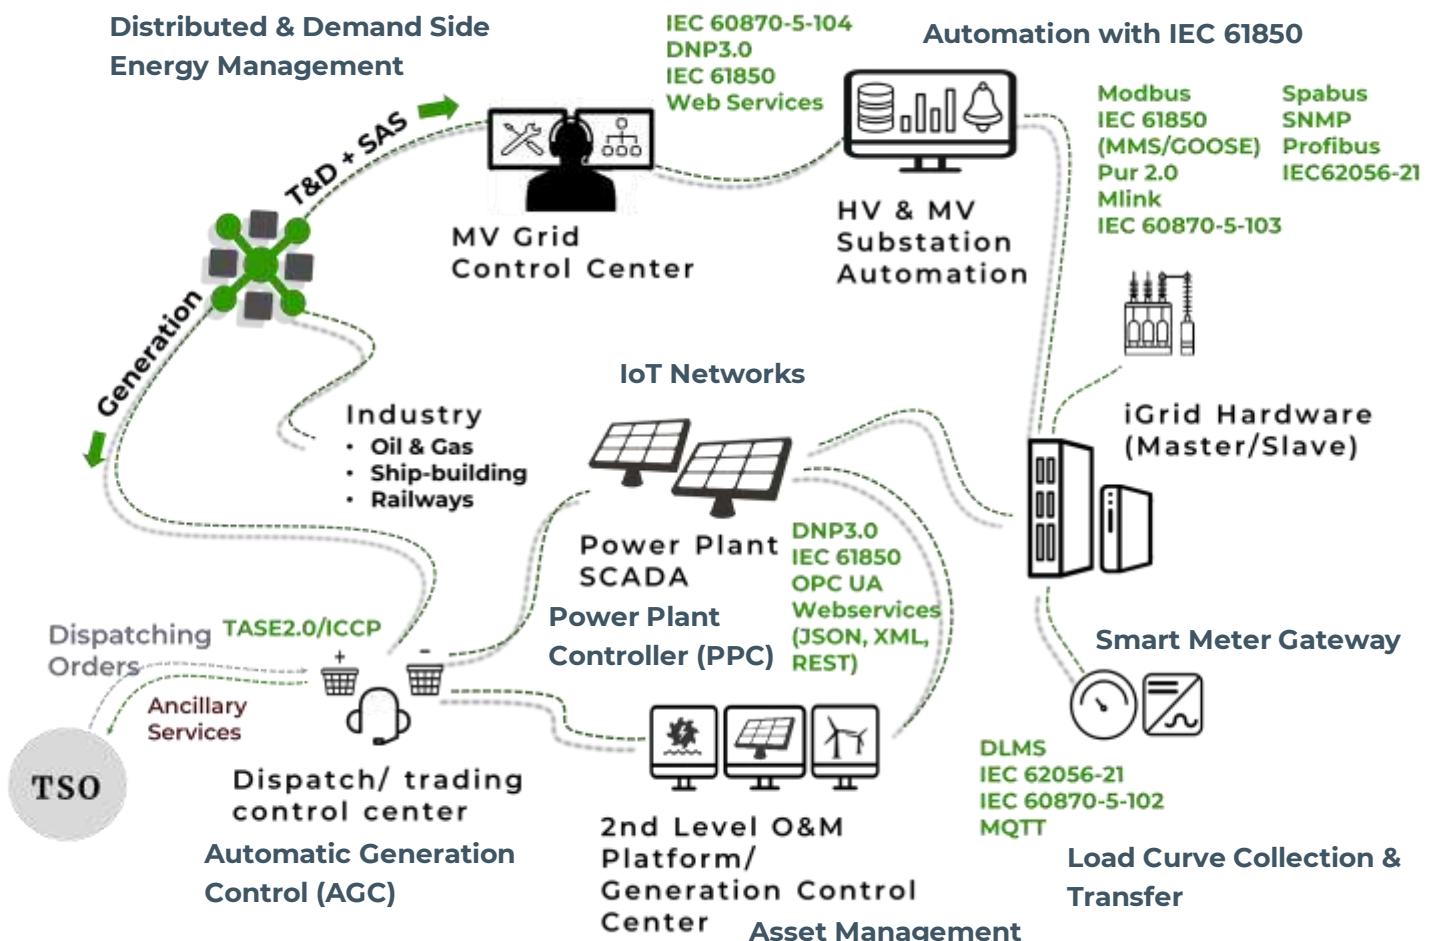 Distributed & Demand Side
Energy Management
IEC 60870-5-104
DNP3.0
IEC 61850
Web Services
Automation with IEC 61850
Modbus
IEC 61850
(MMS/GOOSE)
Pur 2.0
Mlink
IEC 60870-5-103
Spabus
SNMP
Profibus
IEC62056-21
T&D + SAS
MV Grid
Control Center
HV & MV
Substation
Automation
Generation
IoT Networks
Industry
• Oil & Gas
• Ship-building
• Railways
iGrid Hardware
(Master/Slave)
Power Plant
SCADA
DNP3.0
IEC 61850
OPC UA
Webservices
(JSON, XML,
REST)
Power Plant
Controller (PPC)
Dispatching
Orders
TASE2.0/ICCP
+
-
Ancillary
Services
TSO
Smart Meter Gateway
DLMS
IEC 62056-21
IEC 60870-5-102
MQTT
Dispatch/ trading
control center
Automatic Generation
Control (AGC)
2nd Level O&M
Platform/
Generation Control
Center
Asset Management
Load Curve Collection &
Transfer